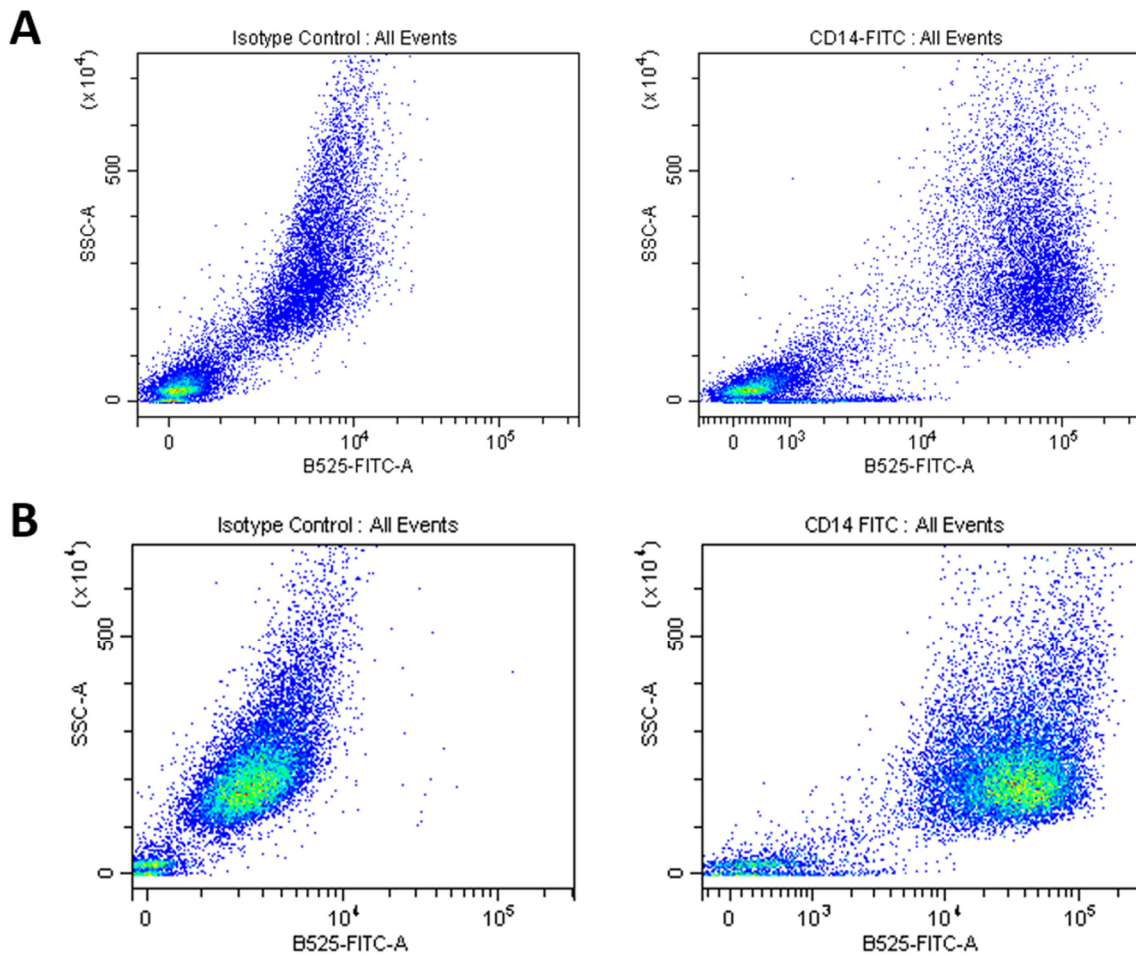 A
Isotype Control : All Events
CD14-FITC : All Events
(x 10⁴)
500
0
SSC-A
0
10⁴
10⁵
B525-FITC-A
(x 10⁴)
500
0
SSC-A
0
10³
10⁴
10⁵
B525-FITC-A
B
Isotype Control : All Events
CD14 FITC : All Events
(x 10⁴)
500
0
SSC-A
0
10⁴
10⁵
B525-FITC-A
(x 10⁴)
500
0
SSC-A
0
10³
10⁴
10⁵
B525-FITC-A